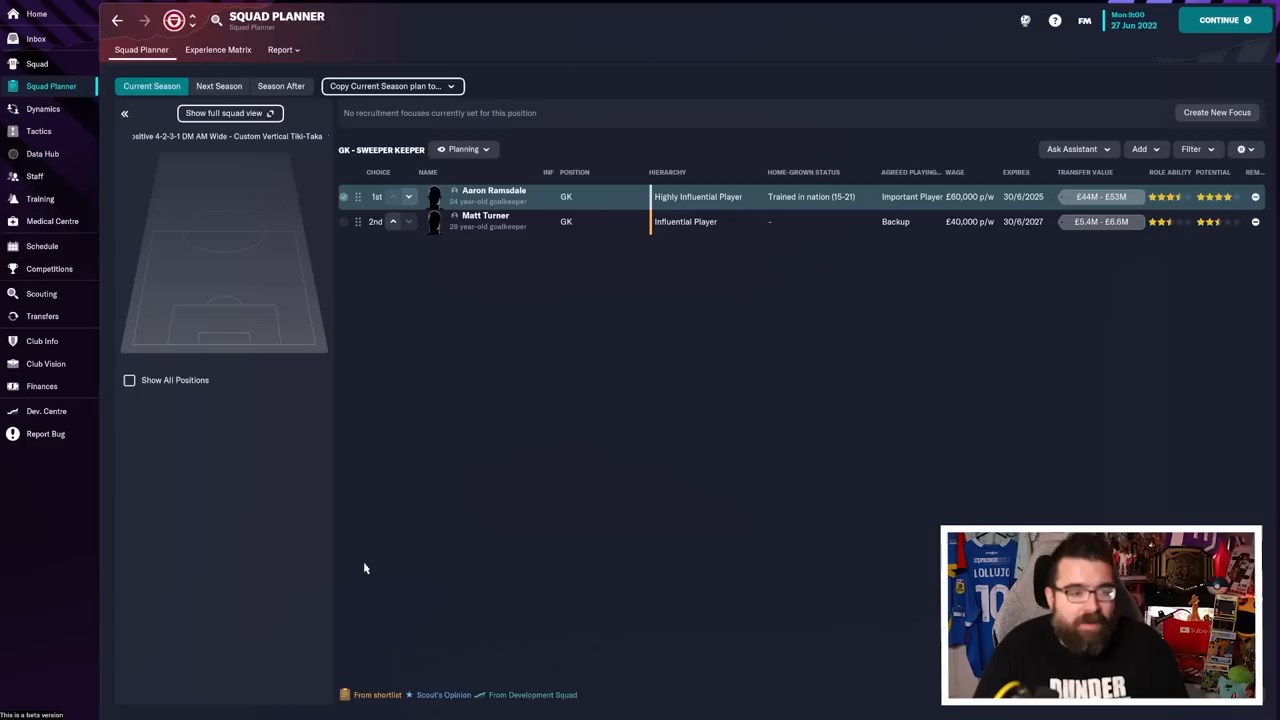 Home
Inbox
Squad
Squad Planner
Dynamics
Tactics
Data Hub
Staff
Training
Medical Centre
Schedule
Competitions
Scouting
Transfers
Club Info
Club Vision
Finances
Dev. Centre
Report Bug
This is a beta version
SQUAD PLANNER
Squad Planner
FM
Mon 9:00
27 Jun 2022
CONTINUE
Squad Planner Experience Matrix Report
Current Season Next Season Season After Copy Current Season plan to...
Show full squad view
No recruitment focuses currently set for this position Create New Focus
ositive 4-2-3-1 DM AM Wide - Custom Vertical Tiki-Taka
GK - SWEEPER KEEPER Planning Ask Assistant Add Filter
CHOICE NAME INF POSITION HIERARCHY HOME-GROWN STATUS AGREED PLAYING... WAGE EXPIRES TRANSFER VALUE ROLE ABILITY POTENTIAL REM...
1st Aaron Ramsdale GK Highly Influential Player Trained in nation (15-21) Important Player £60,000 p/w 30/6/2025 £44M - £53M
24 year-old goalkeeper
2nd Matt Turner GK Influential Player - Backup £40,000 p/w 30/6/2027 £5.4M - £6.6M
28 year-old goalkeeper
Show All Positions
From shortlist Scout's Opinion From Development Squad
LOLLUJO
10
Subs
DUNDER